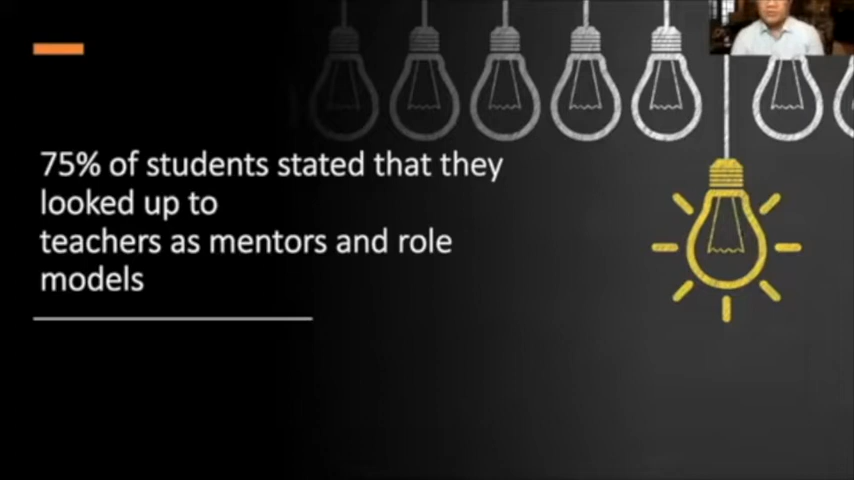 75% of students stated that they
looked up to
teachers as mentors and role
models